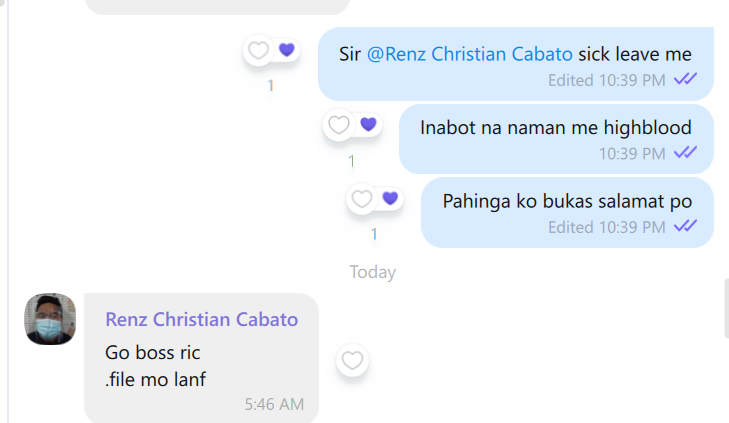 Sir @Renz Christian Cabato sick leave me
Edited 10:39 PM
1
Inabot na naman me highblood
10:39 PM
1
Pahinga ko bukas salamat po
Edited 10:39 PM
1
Today
Renz Christian Cabato
Go boss ric
.file mo lanf
5:46 AM